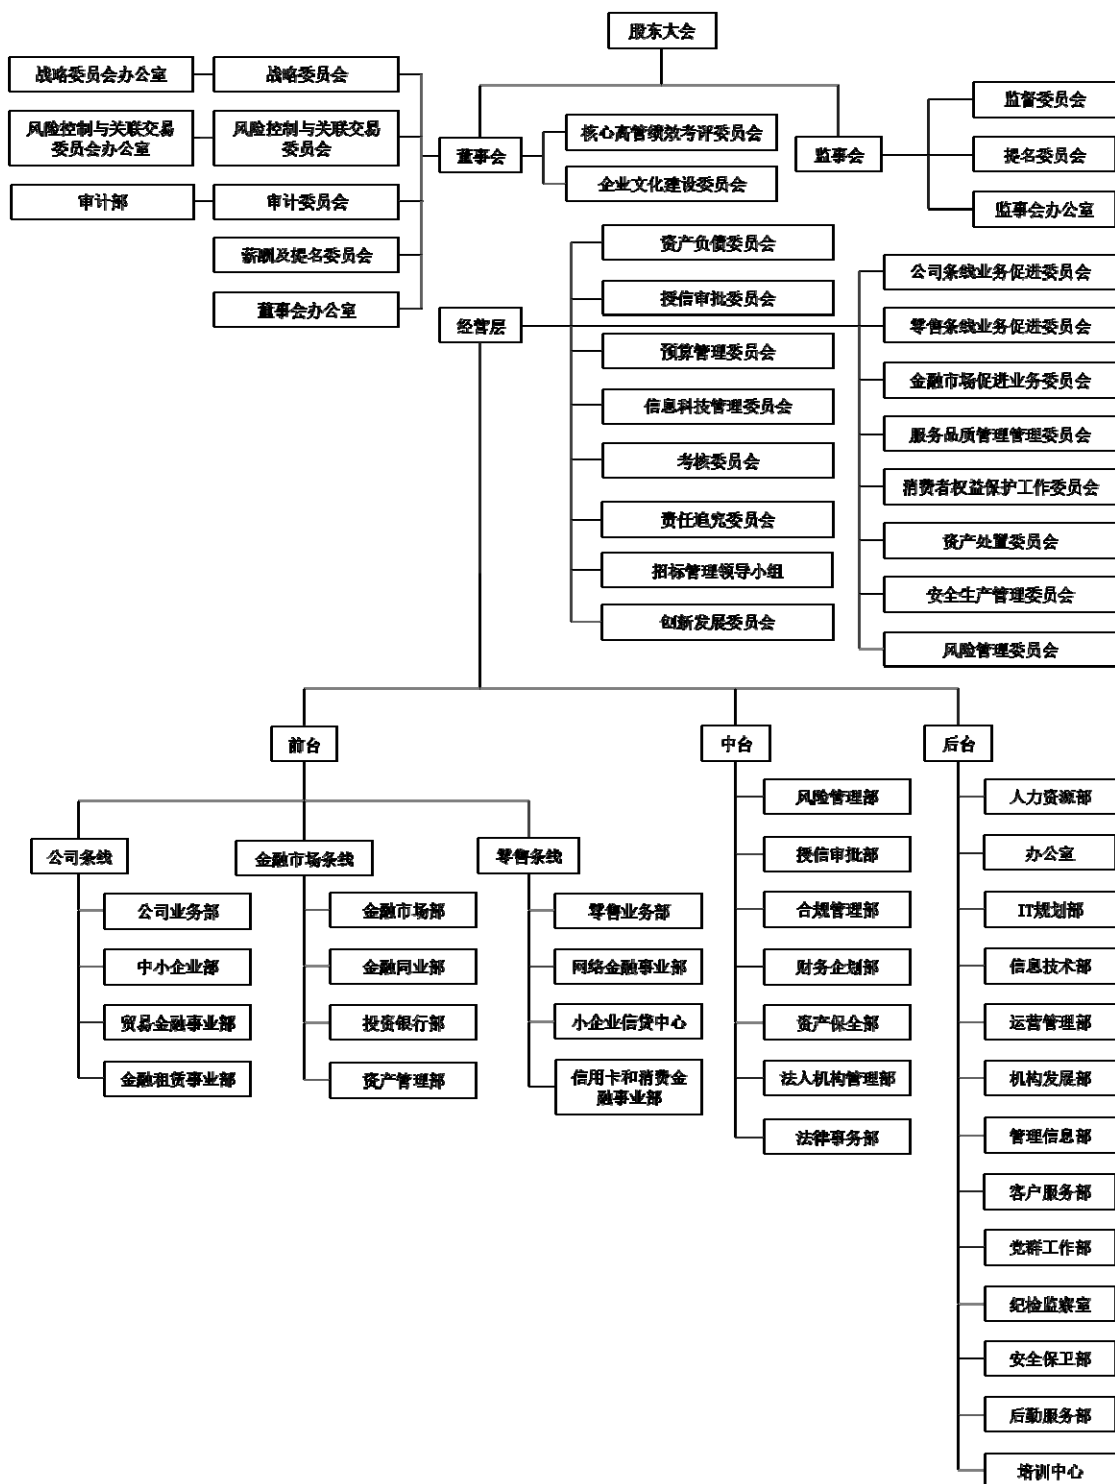 股东大会
战略委员会办公室
战略委员会
风险控制与关联交易
委员会办公室
风险控制与关联交易
委员会
审计部
审计委员会
薪酬及提名委员会
董事会办公室
董事会
核心高管绩效考评委员会
企业文化建设委员会
监事会
监督委员会
提名委员会
监事会办公室
经营层
资产负债委员会
授信审批委员会
预算管理委员会
信息科技管理委员会
考核委员会
责任追究委员会
招标管理领导小组
创新发展委员会
公司条线业务促进委员会
零售条线业务促进委员会
金融市场促进业务委员会
服务品质管理管理委员会
消费者权益保护工作委员会
资产处置委员会
安全生产管理委员会
风险管理委员会
前台
公司条线
公司业务部
中小企业部
贸易金融事业部
金融租赁事业部
金融市场条线
金融市场部
金融同业部
投资银行部
资产管理部
零售条线
零售业务部
网络金融事业部
小企业信贷中心
信用卡和消费金
融事业部
中台
风险管理部
授信审批部
合规管理部
财务企划部
资产保全部
法人机构管理部
法律事务部
后台
人力资源部
办公室
IT规划部
信息技术部
运营管理部
机构发展部
管理信息部
客户服务部
党群工作部
纪检监察室
安全保卫部
后勤服务部
培训中心